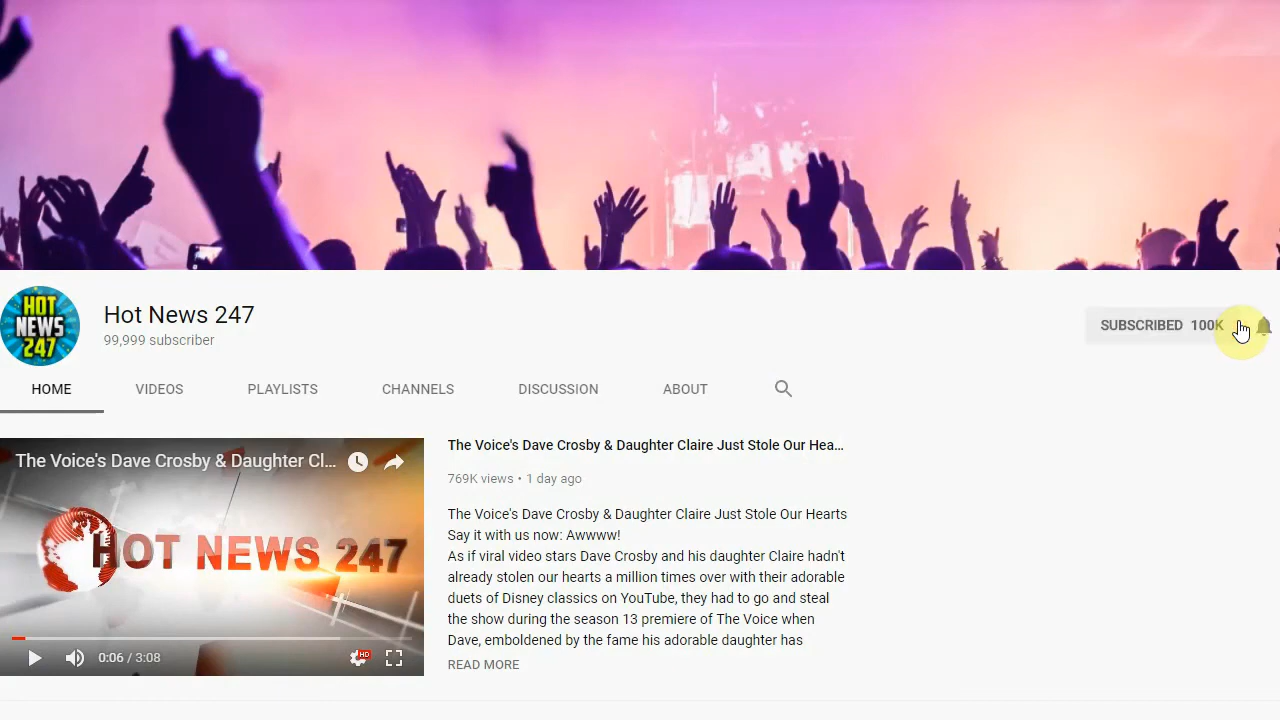 HOT
NEWS
247
Hot News 247
99,999 subscriber
SUBSCRIBED 100K
HOME VIDEOS PLAYLISTS CHANNELS DISCUSSION ABOUT
The Voice's Dave Crosby & Daughter Cl...
HOT NEWS 247
0:06 / 3:08
HD
The Voice's Dave Crosby & Daughter Claire Just Stole Our Hea...
769K views • 1 day ago
The Voice's Dave Crosby & Daughter Claire Just Stole Our Hearts
Say it with us now: Awwww!
As if viral video stars Dave Crosby and his daughter Claire hadn't
already stolen our hearts a million times over with their adorable
duets of Disney classics on YouTube, they had to go and steal
the show during the season 13 premiere of The Voice when
Dave, emboldened by the fame his adorable daughter has
READ MORE